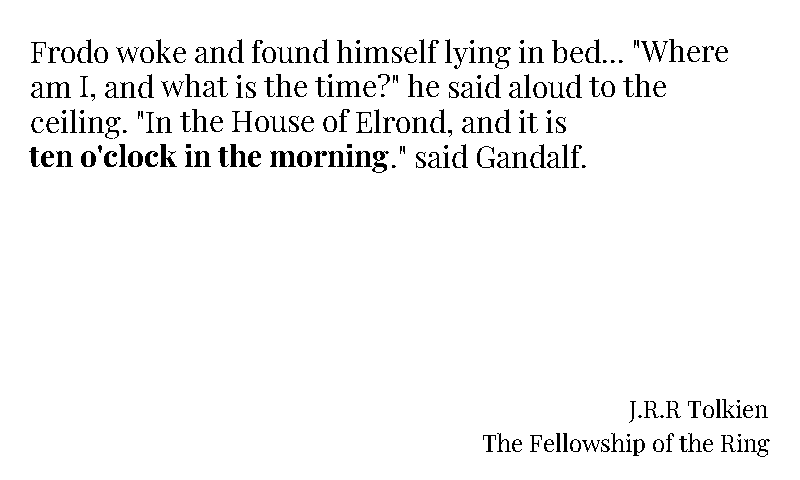 Frodo woke and found himself lying in bed... "Where
am I, and what is the time?" he said aloud to the
ceiling. "In the House of Elrond, and it is
ten o'clock in the morning." said Gandalf.
J.R.R Tolkien
The Fellowship of the Ring